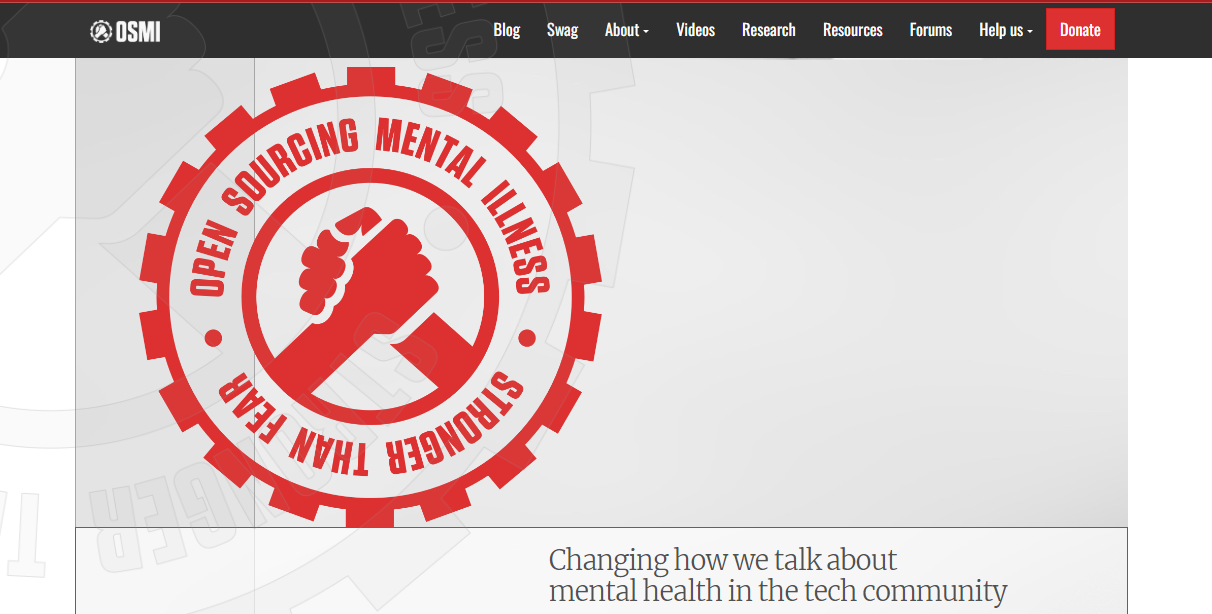 OSMI
Blog
Swag
About
Videos
Research
Resources
Forums
Help us
Donate
OPEN SOURCING MENTAL ILLNESS
STRONGER THAN FEAR
Changing how we talk about
mental health in the tech community